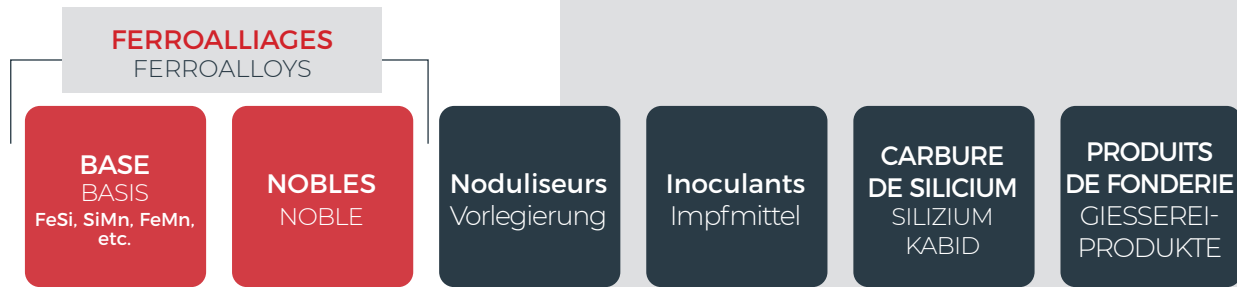 FERROALLIAGES
FERROALLOYS
BASE
BASIS
FeSi, SiMn, FeMn,
etc.
NOBLES
NOBLE
Noduliseurs
Vorlegierung
Inoculants
Impfmittel
CARBURE
DE SILICIUM
SILIZIUM
KABID
PRODUITS
DE FONDERIE
GIESSEREI-
PRODUKTE